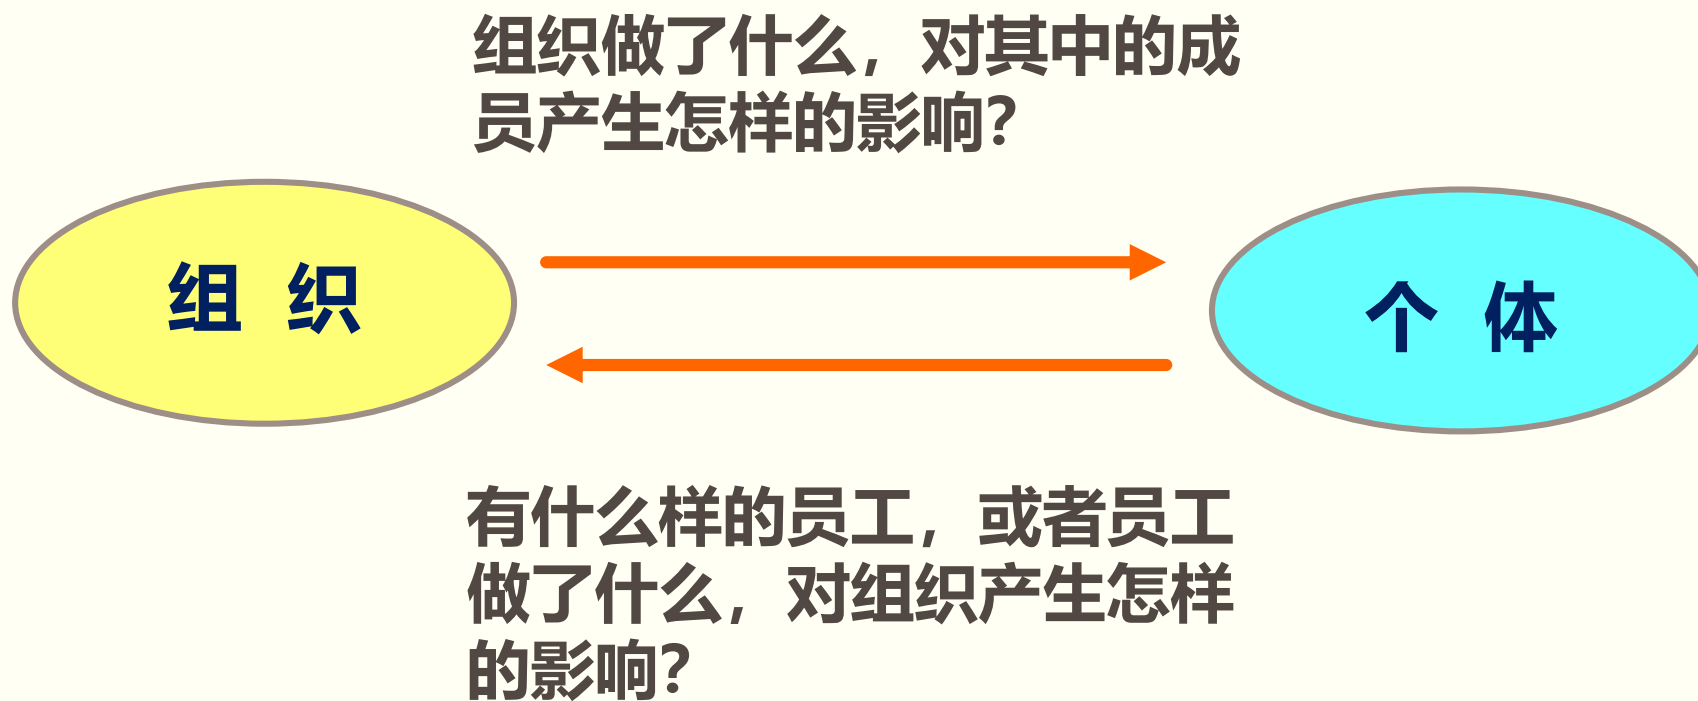 组织做了什么，对其中的成
员产生怎样的影响？
组 织
个 体
有什么样的员工，或者员工
做了什么，对组织产生怎样
的影响？